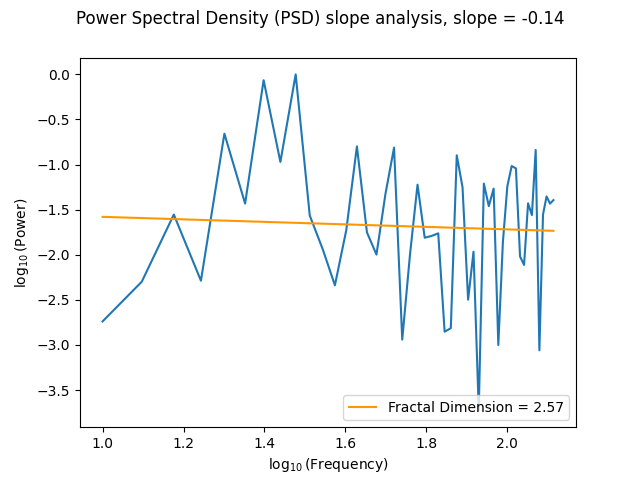 Power Spectral Density (PSD) slope analysis, slope = -0.14
0.0
−0.5
−1.0
−1.5
−2.0
−2.5
−3.0
−3.5
log₁₀(Power)
Fractal Dimension = 2.57
1.0 1.2 1.4 1.6 1.8 2.0
log₁₀(Frequency)